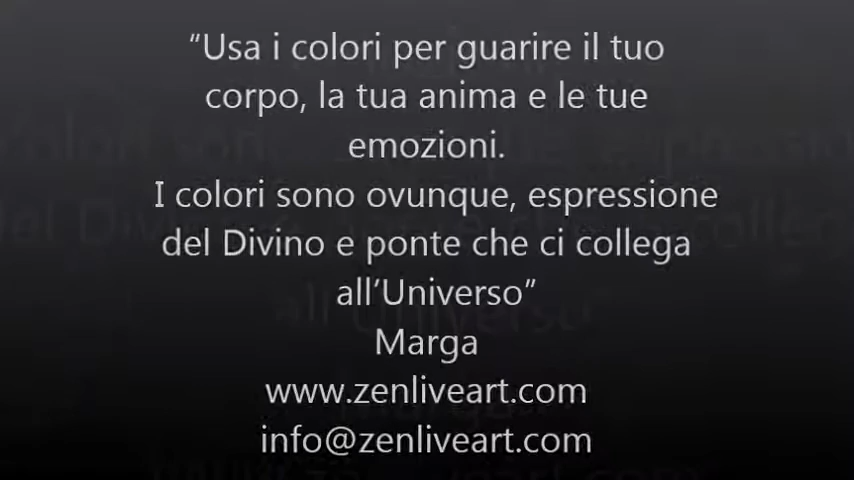 “Usa i colori per guarire il tuo
corpo, la tua anima e le tue
emozioni.
I colori sono ovunque, espressione
del Divino e ponte che ci collega
all’Universo”
Marga
www.zenliveart.com
info@zenliveart.com